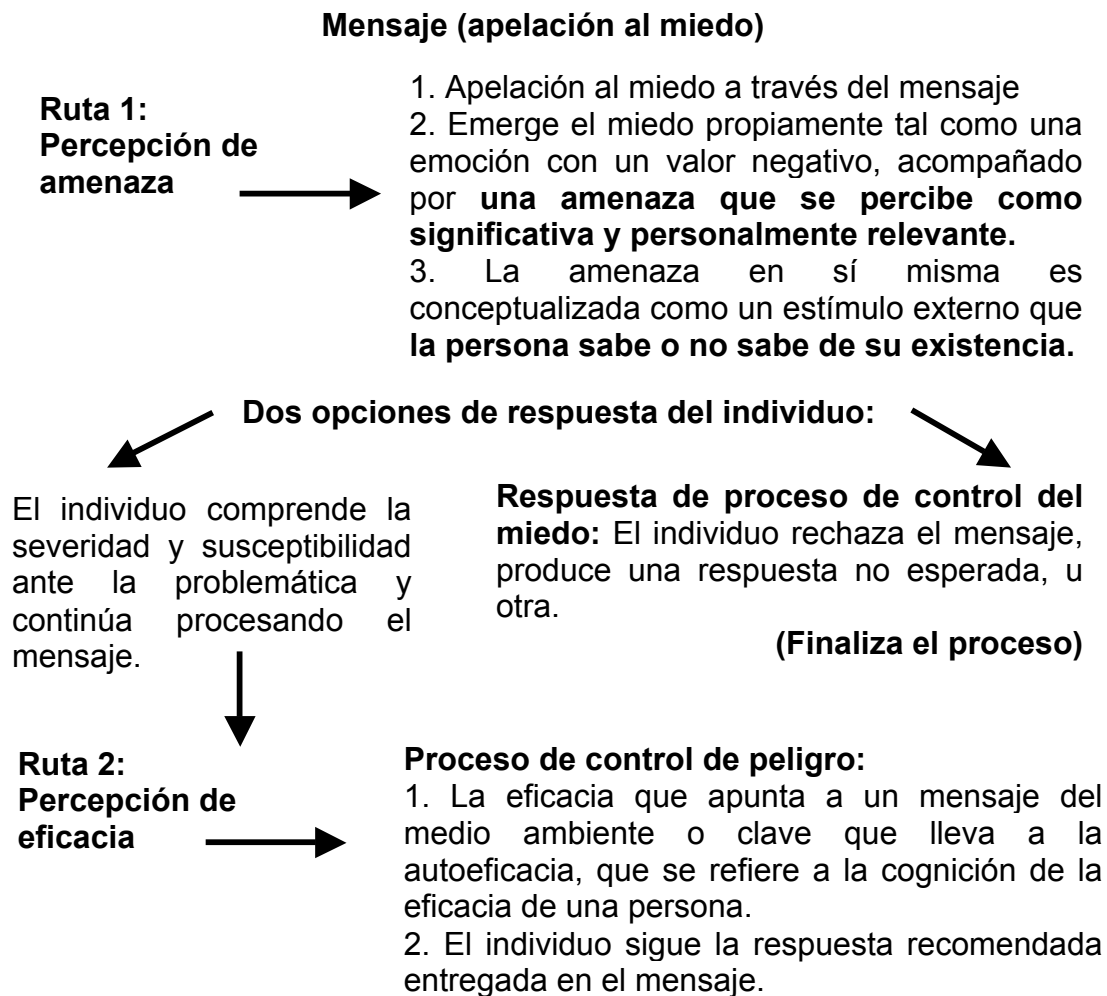 Mensaje (apelación al miedo)
Ruta 1:
Percepción de
amenaza
1. Apelación al miedo a través del mensaje
2. Emerge el miedo propiamente tal como una
emoción con un valor negativo, acompañado
por una amenaza que se percibe como
significativa y personalmente relevante.
3. La amenaza en sí misma es
conceptualizada como un estímulo externo que
la persona sabe o no sabe de su existencia.
Dos opciones de respuesta del individuo:
El individuo comprende la
severidad y susceptibilidad
ante la problemática y
continúa procesando el
mensaje.
Respuesta de proceso de control del
miedo: El individuo rechaza el mensaje,
produce una respuesta no esperada, u
otra.
(Finaliza el proceso)
Ruta 2:
Percepción de
eficacia
Proceso de control de peligro:
1. La eficacia que apunta a un mensaje del
medio ambiente o clave que lleva a la
autoeficacia, que se refiere a la cognición de la
eficacia de una persona.
2. El individuo sigue la respuesta recomendada
entregada en el mensaje.